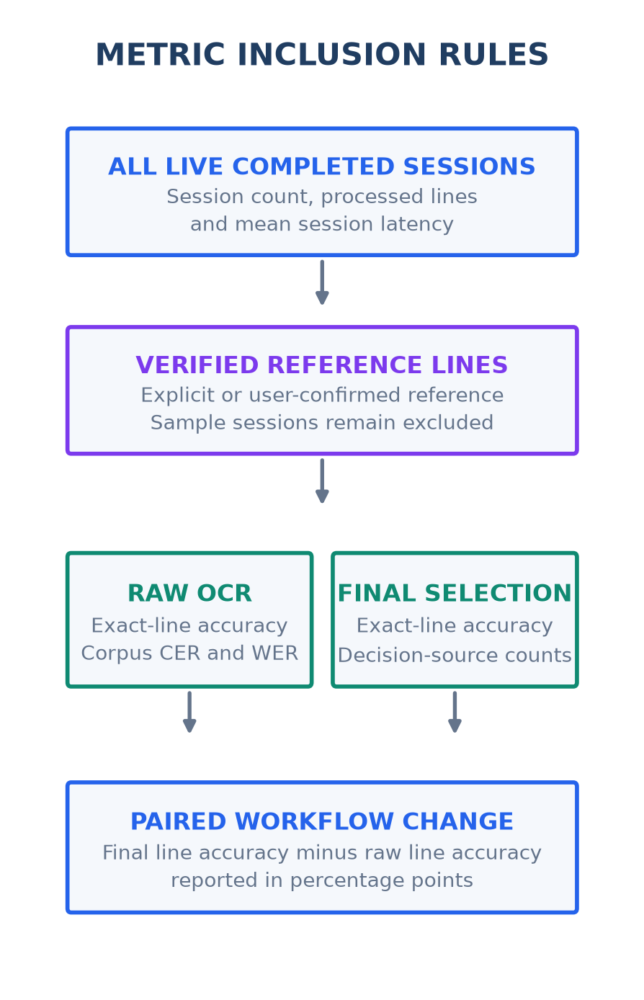 METRIC INCLUSION RULES
ALL LIVE COMPLETED SESSIONS
Session count, processed lines
and mean session latency
VERIFIED REFERENCE LINES
Explicit or user-confirmed reference
Sample sessions remain excluded
RAW OCR
Exact-line accuracy
Corpus CER and WER
FINAL SELECTION
Exact-line accuracy
Decision-source counts
PAIRED WORKFLOW CHANGE
Final line accuracy minus raw line accuracy
reported in percentage points